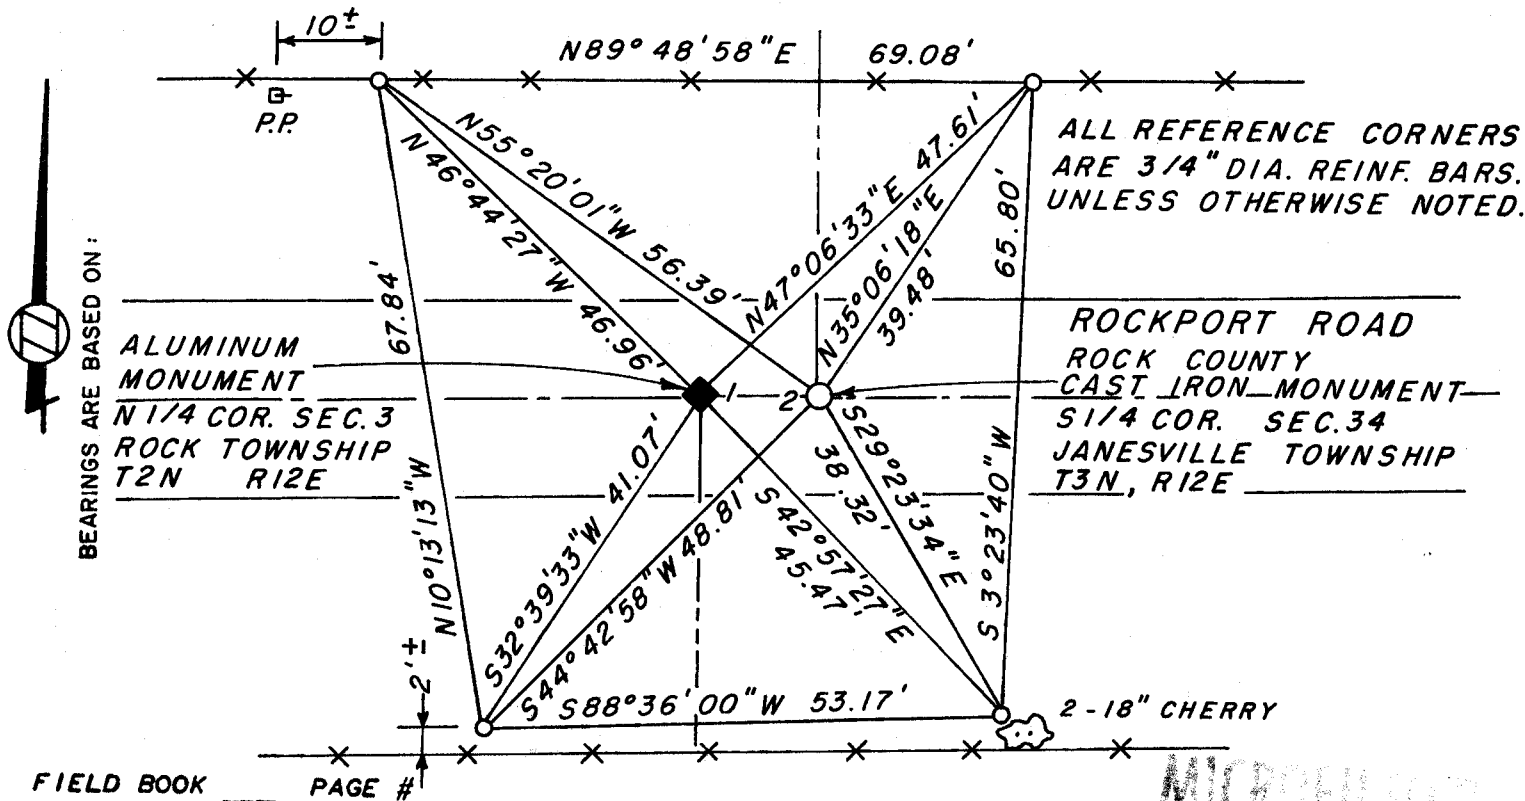 10±
N89°48'58"E 69.08'
P.P.
N55°20'01"W 56.39'
N46°44'27"W 46.96'
N47°06'33"E 47.61'
N35°06'18"E
39.48'
65.80'
S 3°23'40"W
ALL REFERENCE CORNERS
ARE 3/4" DIA. REINF. BARS.
UNLESS OTHERWISE NOTED.
BEARINGS ARE BASED ON:
67.84'
N10°13'13"W
ALUMINUM
MONUMENT
N 1/4 COR. SEC.3
ROCK TOWNSHIP
T2N R12E
1
2
ROCKPORT ROAD
ROCK COUNTY
CAST IRON MONUMENT
S1/4 COR. SEC.34
JANESVILLE TOWNSHIP
T3N, R12E
S32°39'33"W 41.07'
S44°42'58"W 48.81'
S29°23'34"E
38.32'
S 42°57'27"E
45.47'
2'±
S88°36'00"W 53.17'
2-18" CHERRY
FIELD BOOK ____ PAGE #